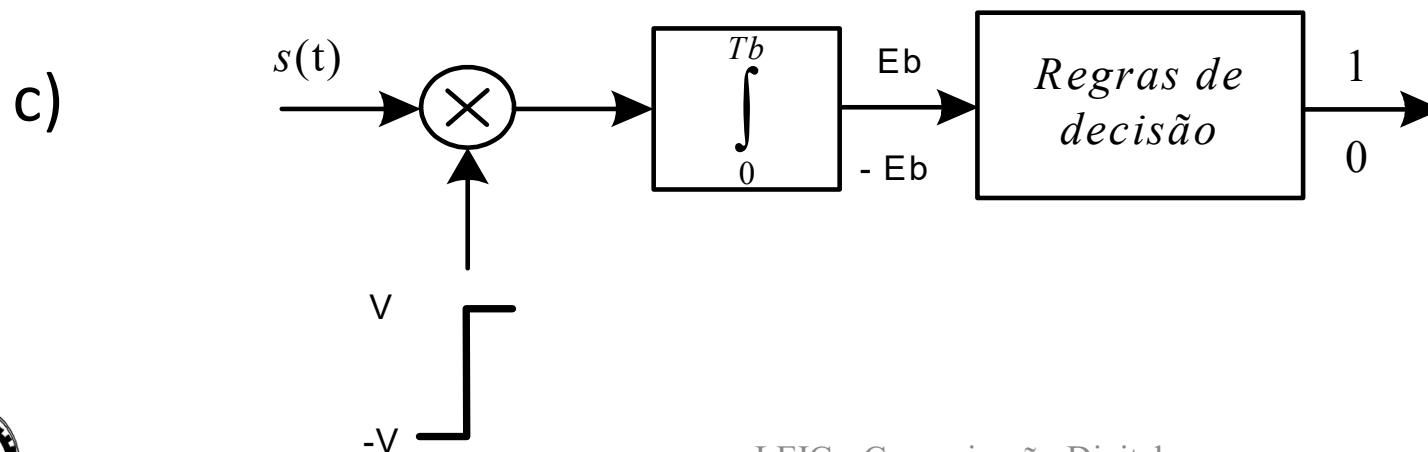 c)
s(t)
Tb
∫
0
Eb
- Eb
Regras de
decisão
1
0
V
-V